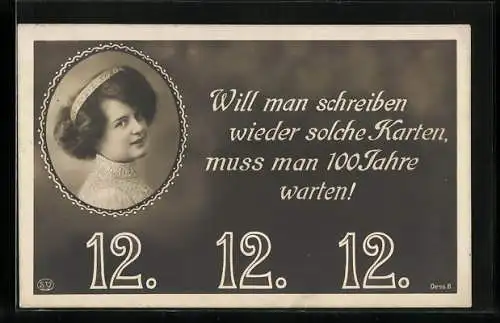 Will man schreiben
wieder solche Karten,
muss man 100 Jahre
warten!
12. 12. 12.